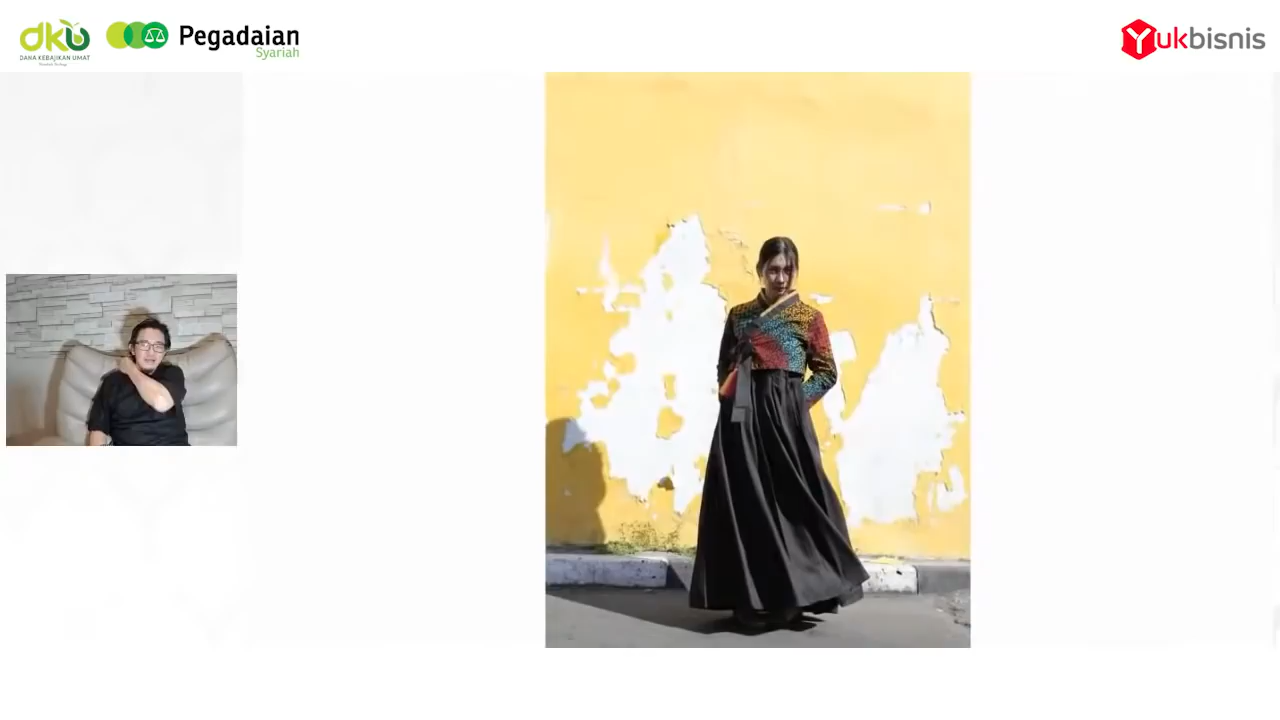 dku
DANA KEBAJIKAN UMAT
Pegadaian
Syariah
Yukbisnis